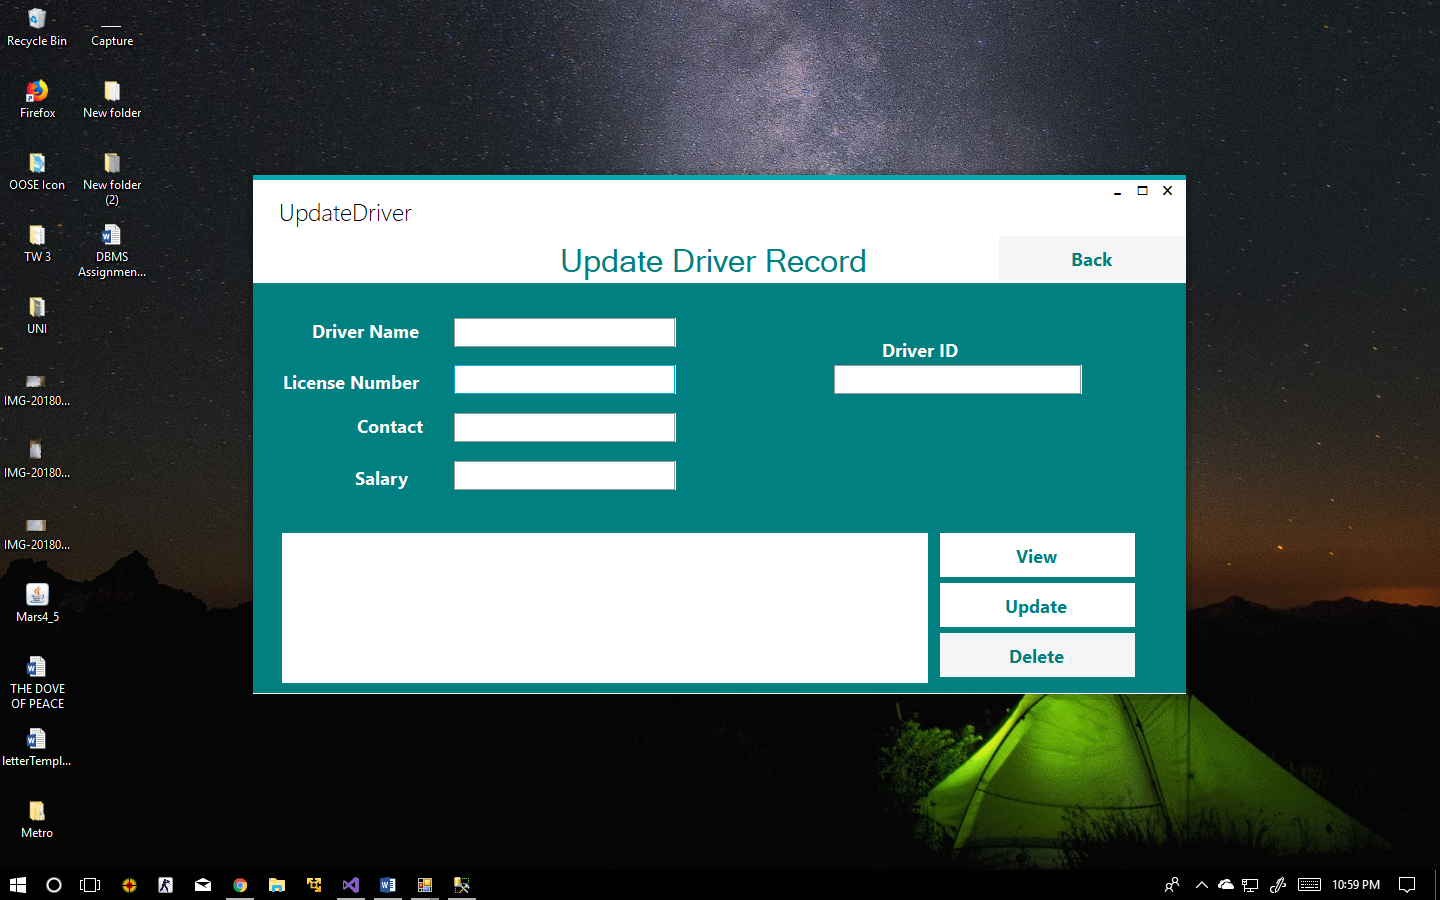 Recycle Bin
Capture
Firefox
New folder
OOSE Icon
New folder
(2)
TW 3
DBMS
Assignmen...
UNI
IMG-20180...
IMG-20180...
IMG-20180...
Mars4_5
THE DOVE
OF PEACE
letterTempl...
Metro
UpdateDriver
Update Driver Record
Back
Driver Name
License Number
Contact
Salary
Driver ID
View
Update
Delete
10:59 PM